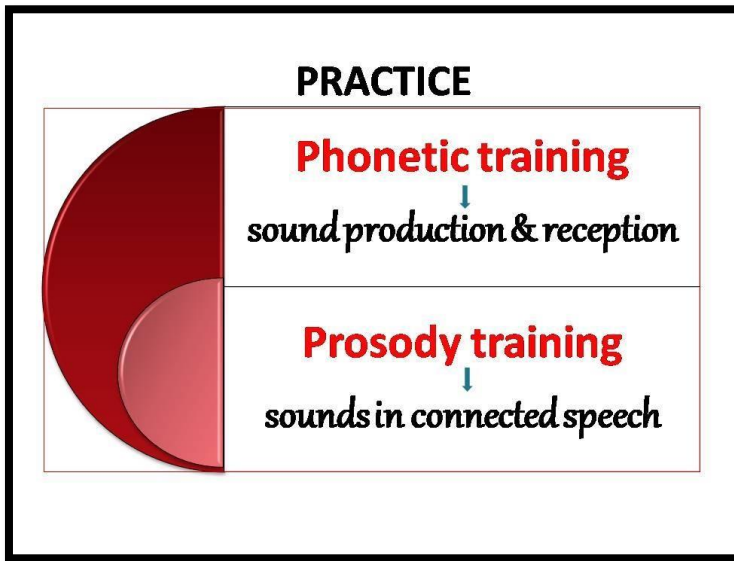 PRACTICE
Phonetic training
sound production & reception
Prosody training
sounds in connected speech